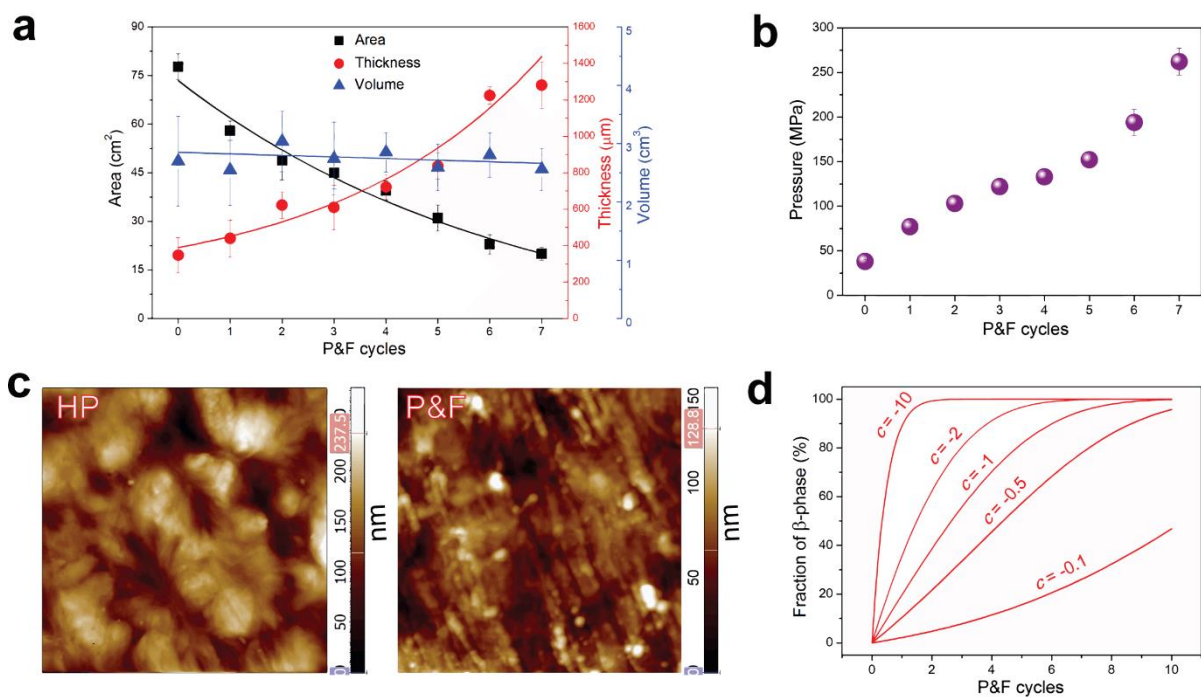 a
Area
Thickness
Volume
Area (cm²)
90
75
60
45
30
15
0
1600
1400
1200
1000
800
600
400
200
0
Thickness (μm)
5
4
3
2
1
0
Volume (cm³)
0 1 2 3 4 5 6 7
P&F cycles
b
Pressure (MPa)
300
250
200
150
100
50
0
0 1 2 3 4 5 6 7
P&F cycles
c
HP
237.5
200
150
100
50
0
nm
P&F
150
128.8
100
50
0
nm
d
Fraction of β-phase (%)
100
80
60
40
20
0
c = -10
c = -2
c = -1
c = -0.5
c = -0.1
0 2 4 6 8 10
P&F cycles